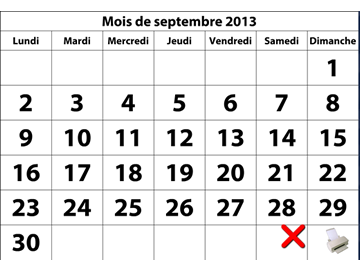 Mois de septembre 2013
Lundi Mardi Mercredi Jeudi Vendredi Samedi Dimanche
1
2 3 4 5 6 7 8
9 10 11 12 13 14 15
16 17 18 19 20 21 22
23 24 25 26 27 28 29
30